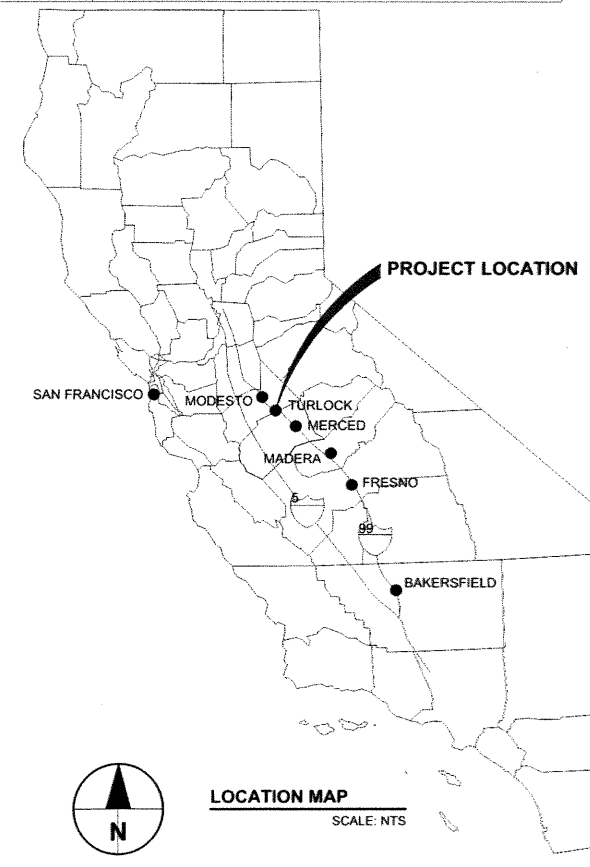 PROJECT LOCATION
SAN FRANCISCO
MODESTO
TURLOCK
MERCED
MADERA
FRESNO
5
99
BAKERSFIELD
N
LOCATION MAP
SCALE: NTS